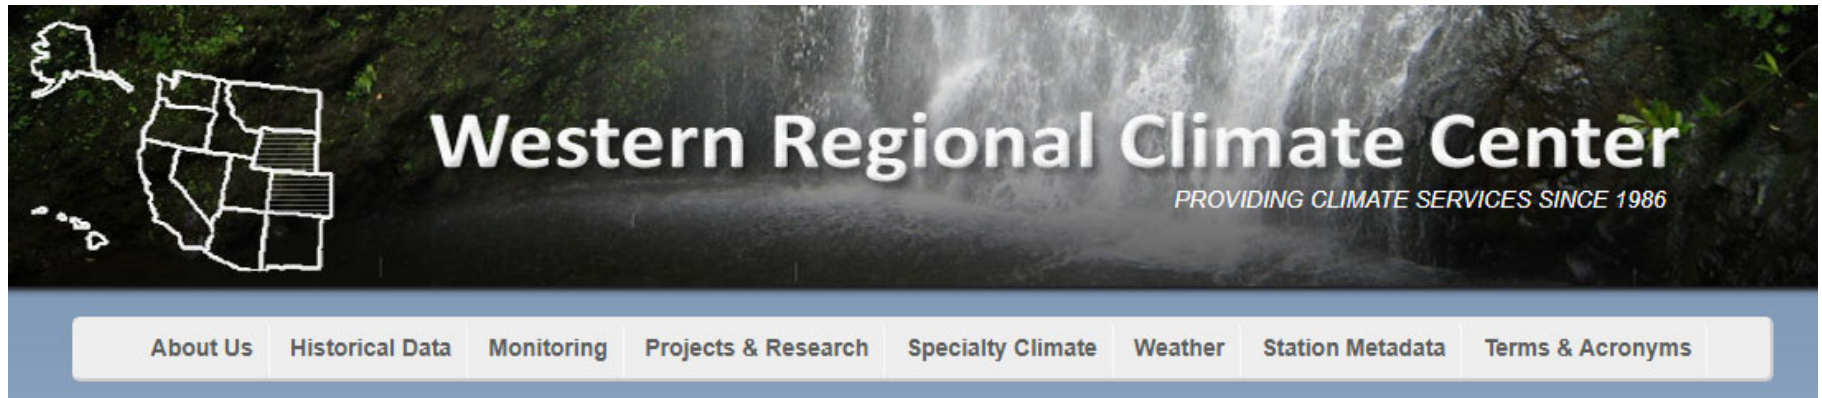 Western Regional Climate Center
PROVIDING CLIMATE SERVICES SINCE 1986
About Us Historical Data Monitoring Projects & Research Specialty Climate Weather Station Metadata Terms & Acronyms